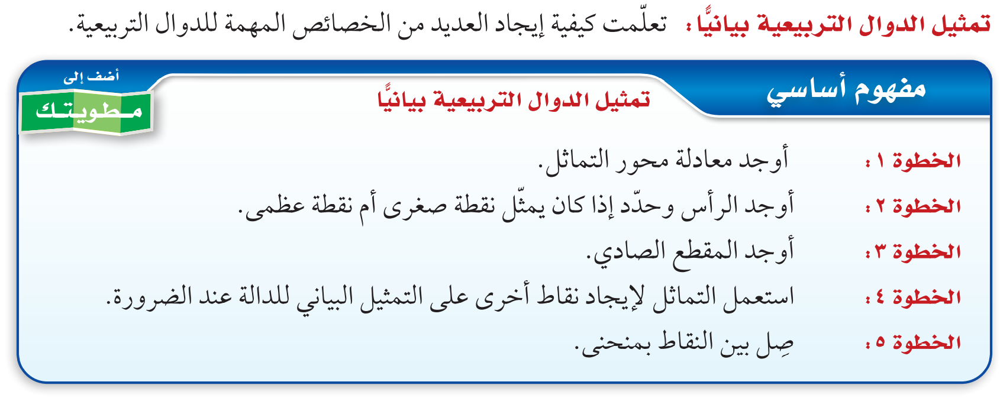 تمثيل الدوال التربيعية بيانيًّا: تعلّمت كيفية إيجاد العديد من الخصائص المهمة للدوال التربيعية.
مفهوم أساسي
تمثيل الدوال التربيعية بيانيًّا
أضف إلى
مـطويتـك
الخطوة ١: أوجد معادلة محور التماثل.
الخطوة ٢: أوجد الرأس وحدّد إذا كان يمثّل نقطة صغرى أم نقطة عظمى.
الخطوة ٣: أوجد المقطع الصادي.
الخطوة ٤: استعمل التماثل لإيجاد نقاط أخرى على التمثيل البياني للدالة عند الضرورة.
الخطوة ٥: صِل بين النقاط بمنحنى.